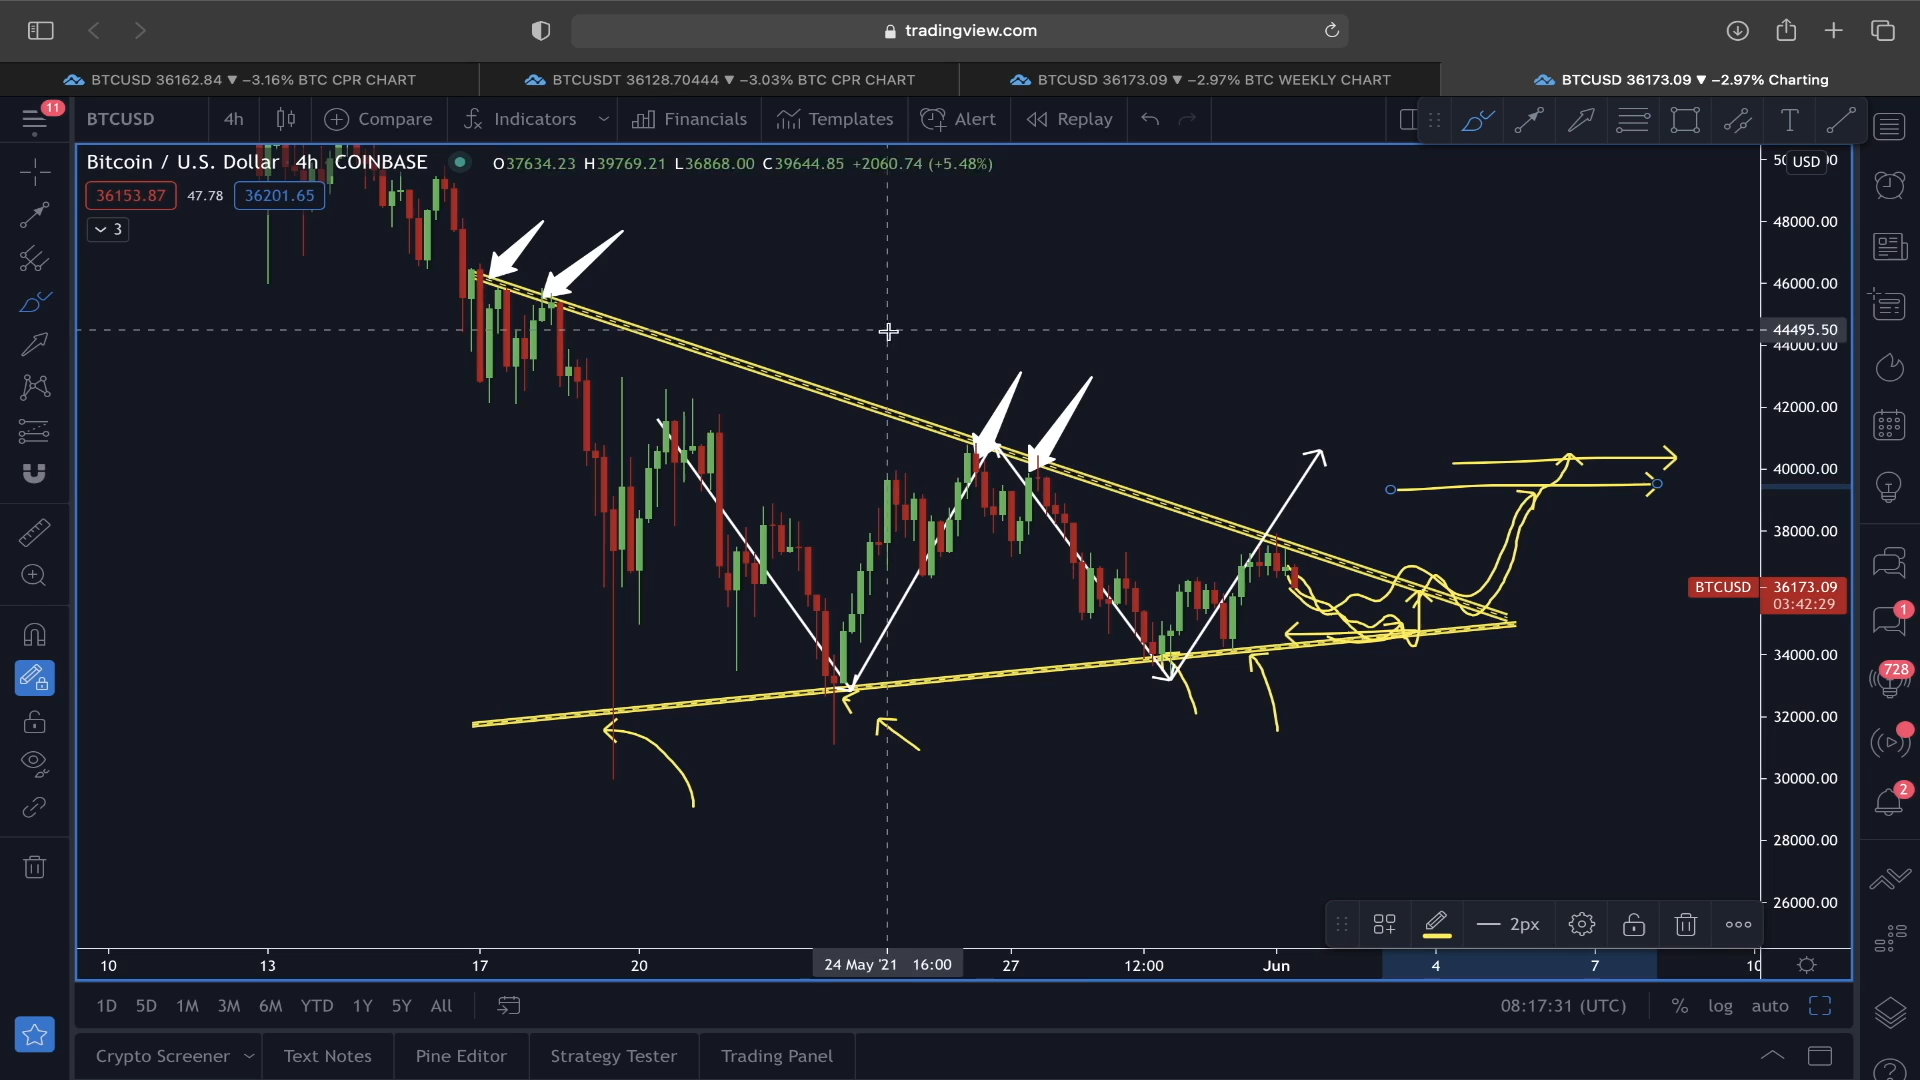 tradingview.com
BTCUSD 36162.84 ▼ −3.16% BTC CPR CHART
BTCUSDT 36128.70444 ▼ −3.03% BTC CPR CHART
BTCUSD 36173.09 ▼ −2.97% BTC WEEKLY CHART
BTCUSD 36173.09 ▼ −2.97% Charting
11
BTCUSD
4h
Compare
Indicators
Financials
Templates
Alert
Replay
T
Bitcoin / U.S. Dollar 4h COINBASE
O37634.23 H39769.21 L36868.00 C39644.85 +2060.74 (+5.48%)
USD
36153.87 47.78 36201.65
3
48000.00
46000.00
44495.50
44000.00
42000.00
40000.00
38000.00
BTCUSD 36173.09
03:42:29
34000.00
32000.00
30000.00
28000.00
26000.00
1
728
2
2px
10 13 17 20 24 May '21 16:00 27 12:00 Jun 4 7 10
1D 5D 1M 3M 6M YTD 1Y 5Y All
08:17:31 (UTC) % log auto
Crypto Screener Text Notes Pine Editor Strategy Tester Trading Panel